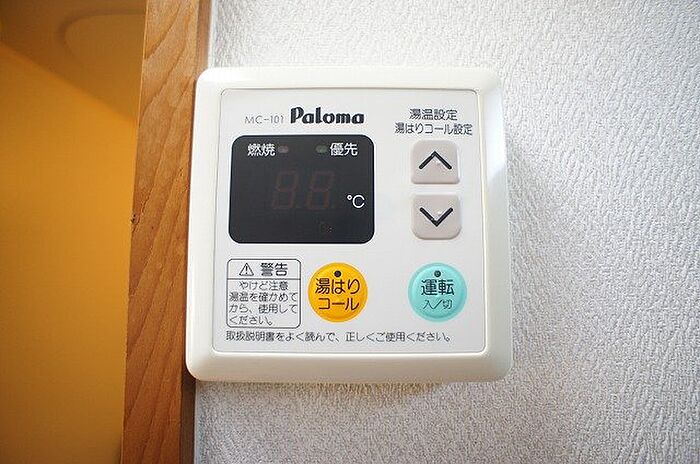 MC-101 Paloma
湯温設定
湯はりコール設定
燃焼 優先
℃
警告
やけど注意
湯温を確かめて
から、使用して
ください。
湯はり
コール
運転
入/切
取扱説明書をよく読んで、正しくご使用ください。